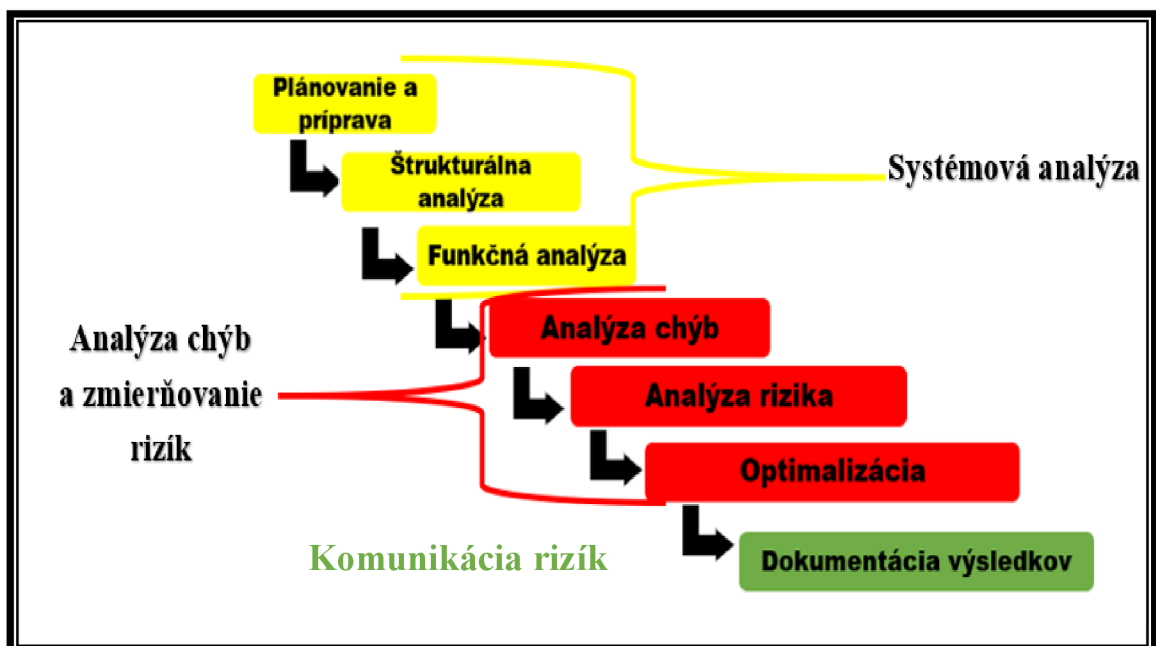 Plánovanie a
príprava
Štrukturálna
analýza
Systémová analýza
Funkčná analýza
Analýza chýb
a zmierňovanie
rizík
Analýza chýb
Analýza rizika
Optimalizácia
Komunikácia rizík
Dokumentácia výsledkov